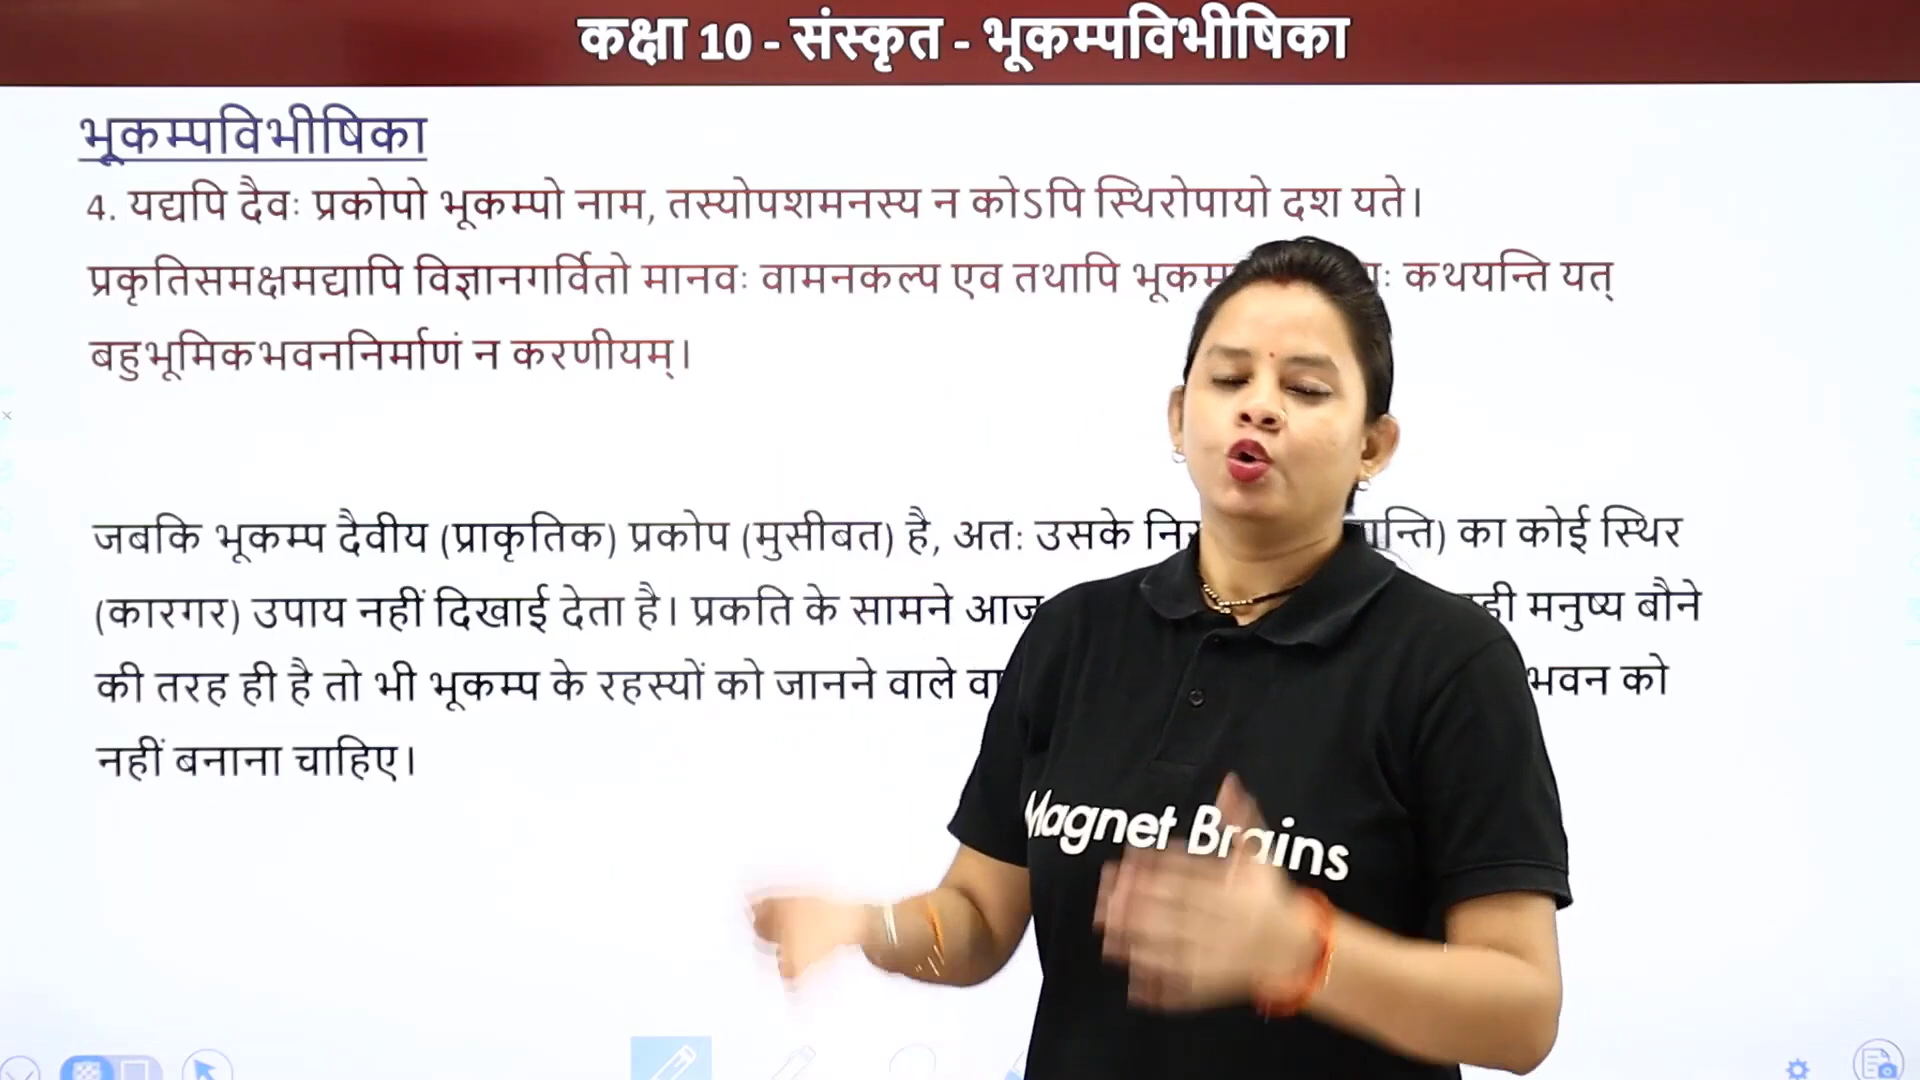 कक्षा 10 - संस्कृत - भूकम्पविभीषिका
भूकम्पविभीषिका
4. यद्यपि दैवः प्रकोपो भूकम्पो नाम, तस्योपशमनस्य न कोऽपि स्थिरोपायो दश यते।
प्रकृतिसमक्षमद्यापि विज्ञानगर्वितो मानवः वामनकल्प एव तथापि कथयन्ति यत्
बहुभूमिकभवननिर्माणं न करणीयम्।
जबकि भूकम्प दैवीय (प्राकृतिक) प्रकोप (मुसीबत) है, अतः उसके का कोई स्थिर
(कारगर) उपाय नहीं दिखाई देता है। प्रकति के सामने आज मनुष्य बौने
की तरह ही है तो भी भूकम्प के रहस्यों को जानने वाले भवन को
नहीं बनाना चाहिए।
Magnet Brains